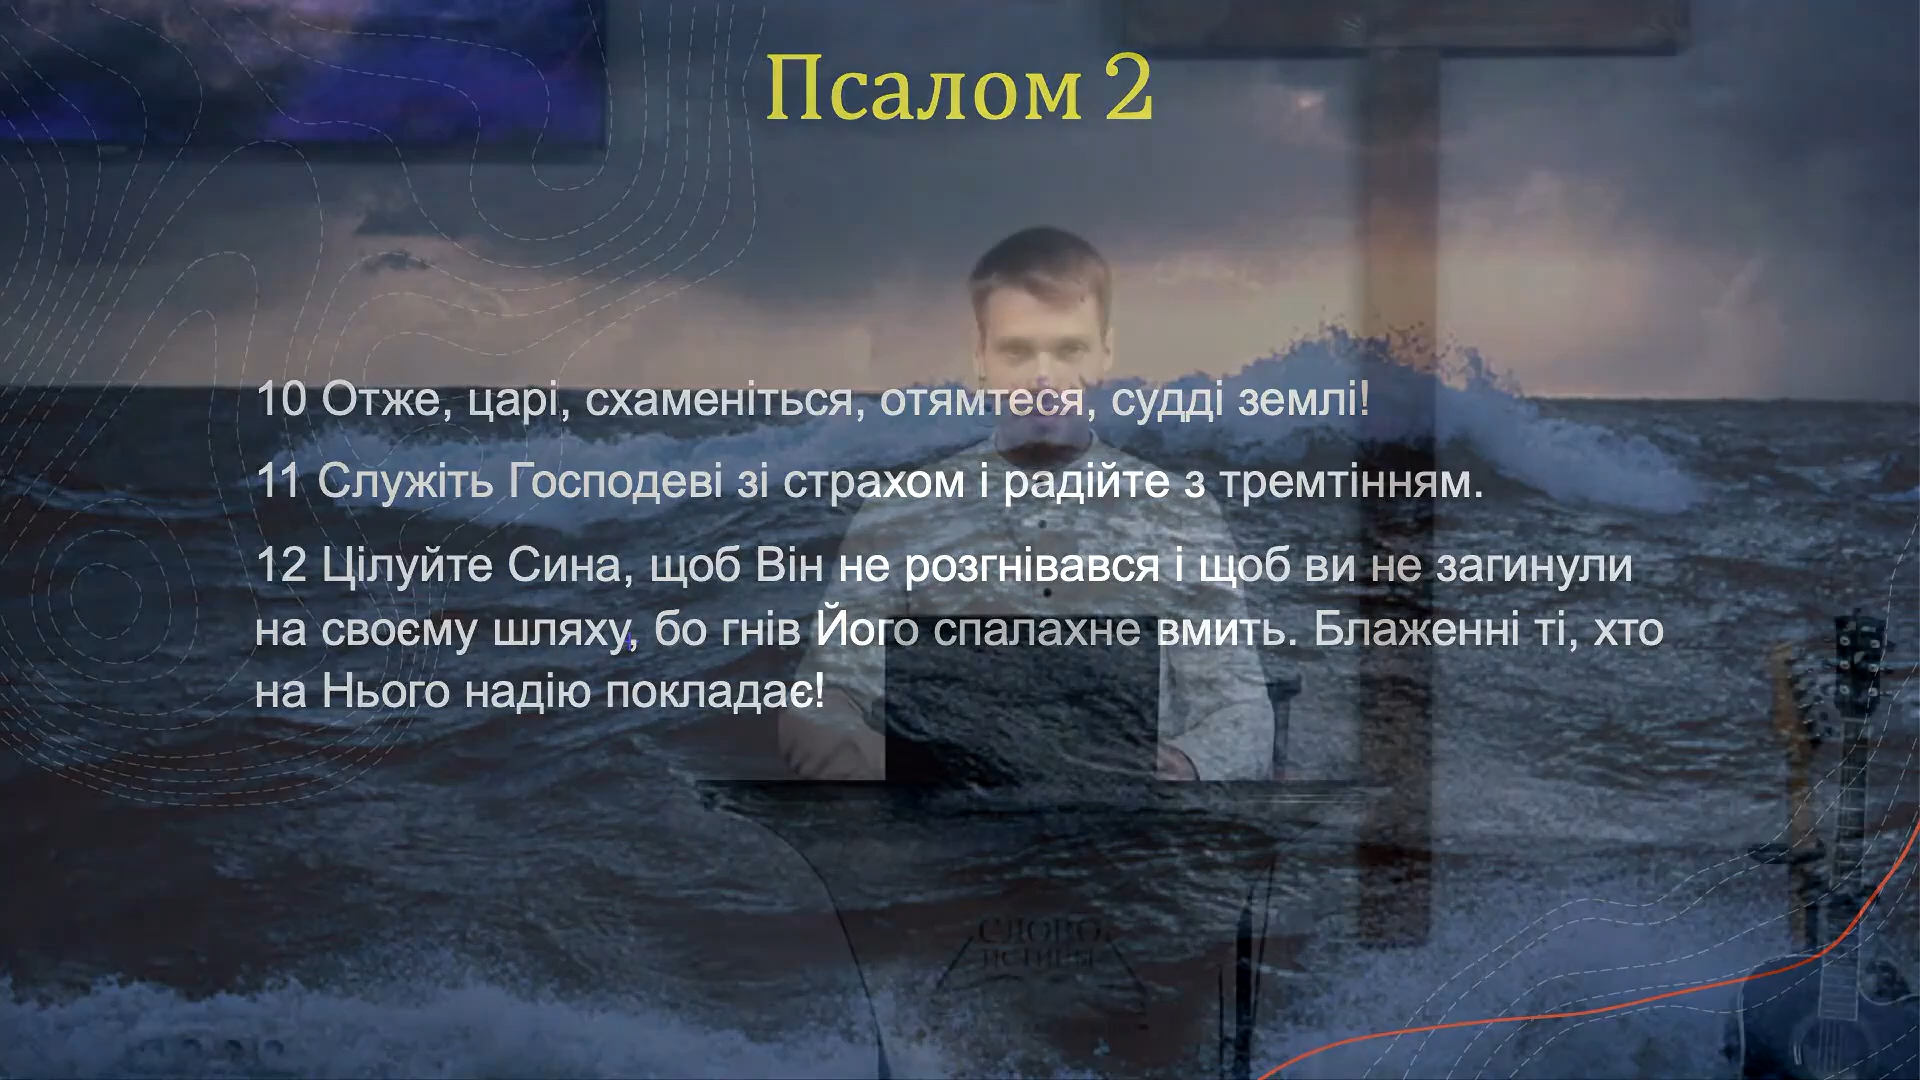 Псалом 2
10 Отже, царі, схаменіться, отямтеся, судді землі!
11 Служіть Господеві зі страхом і радійте з тремтінням.
12 Цілуйте Сина, щоб Він не розгнівався і щоб ви не загинули
на своєму шляху, бо гнів Його спалахне вмить. Блаженні ті, хто
на Нього надію покладає!
СЛОВО